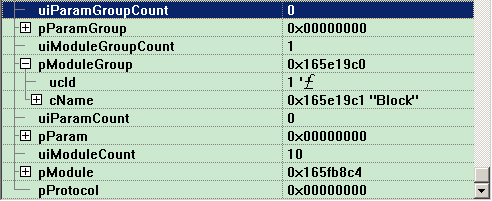 uiParamGroupCount 0
pParamGroup 0x00000000
uiModuleGroupCount 1
pModuleGroup 0x165e19c0
ucId 1 '£
cName 0x165e19c1 "Block"
uiParamCount 0
pParam 0x00000000
uiModuleCount 10
pModule 0x165fb8c4
pProtocol 0x00000000